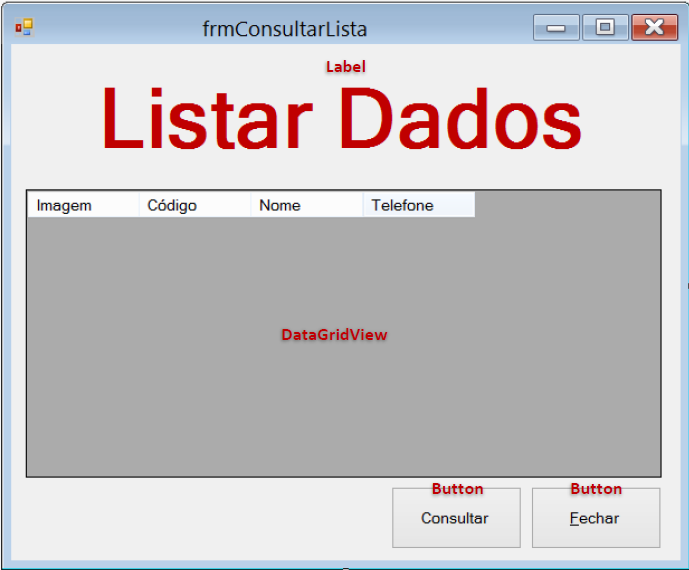 frmConsultarLista
Label
Listar Dados
Imagem Código Nome Telefone
DataGridView
Button Button
Consultar Fechar